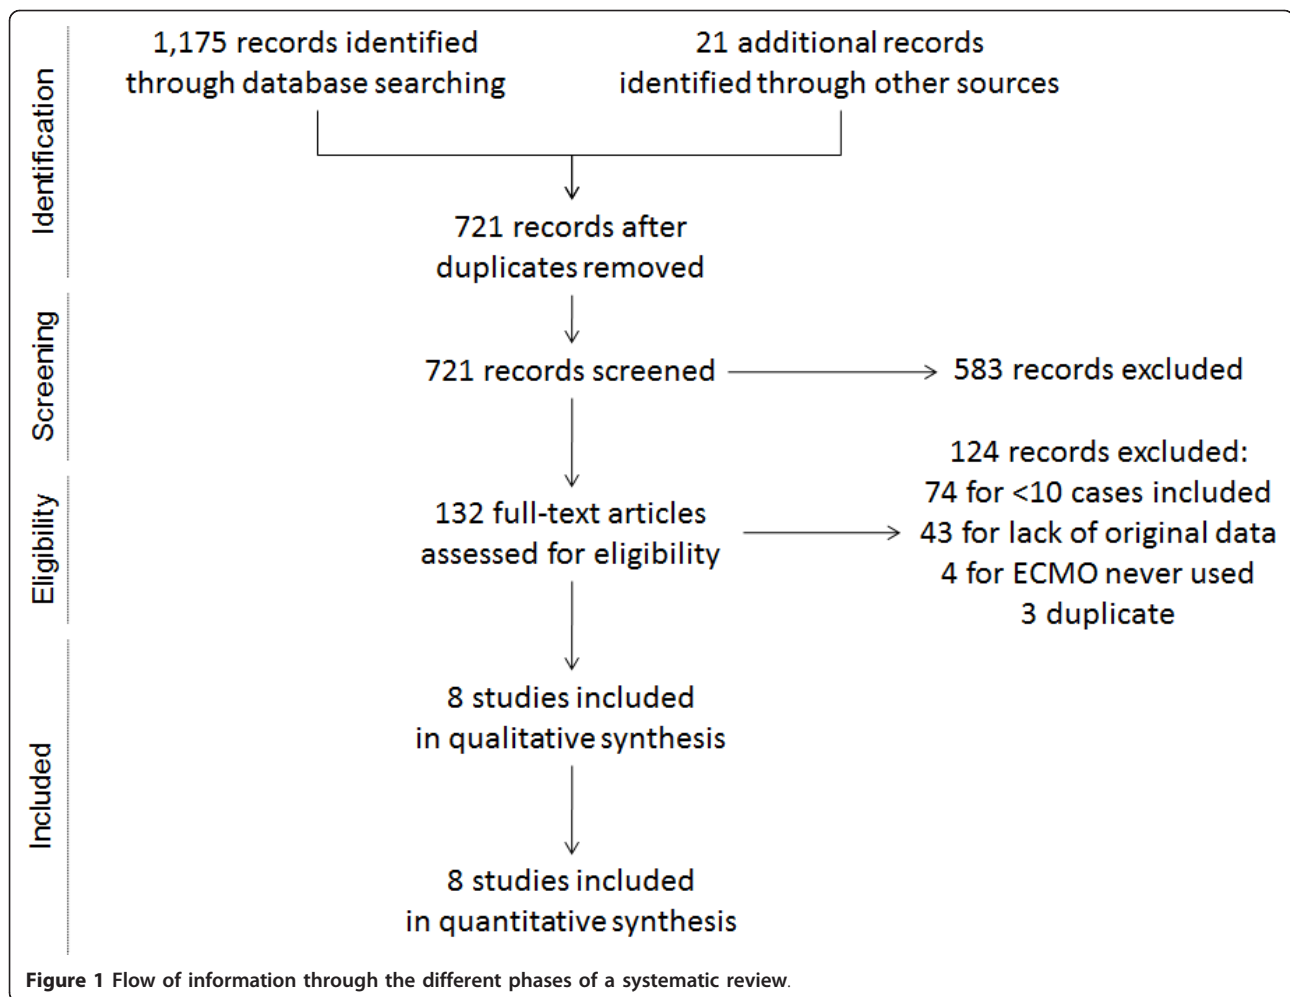 1,175 records identified
through database searching
21 additional records
identified through other sources
Identification
721 records after
duplicates removed
Screening
721 records screened
583 records excluded
Eligibility
132 full-text articles
assessed for eligibility
124 records excluded:
74 for <10 cases included
43 for lack of original data
4 for ECMO never used
3 duplicate
Included
8 studies included
in qualitative synthesis
8 studies included
in quantitative synthesis
Figure 1 Flow of information through the different phases of a systematic review.